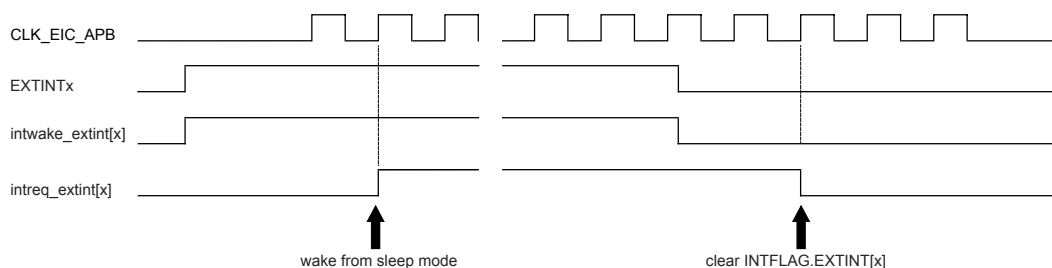 CLK_EIC_APB
EXTINTx
intwake_extint[x]
intreq_extint[x]
wake from sleep mode
clear INTFLAG.EXTINT[x]